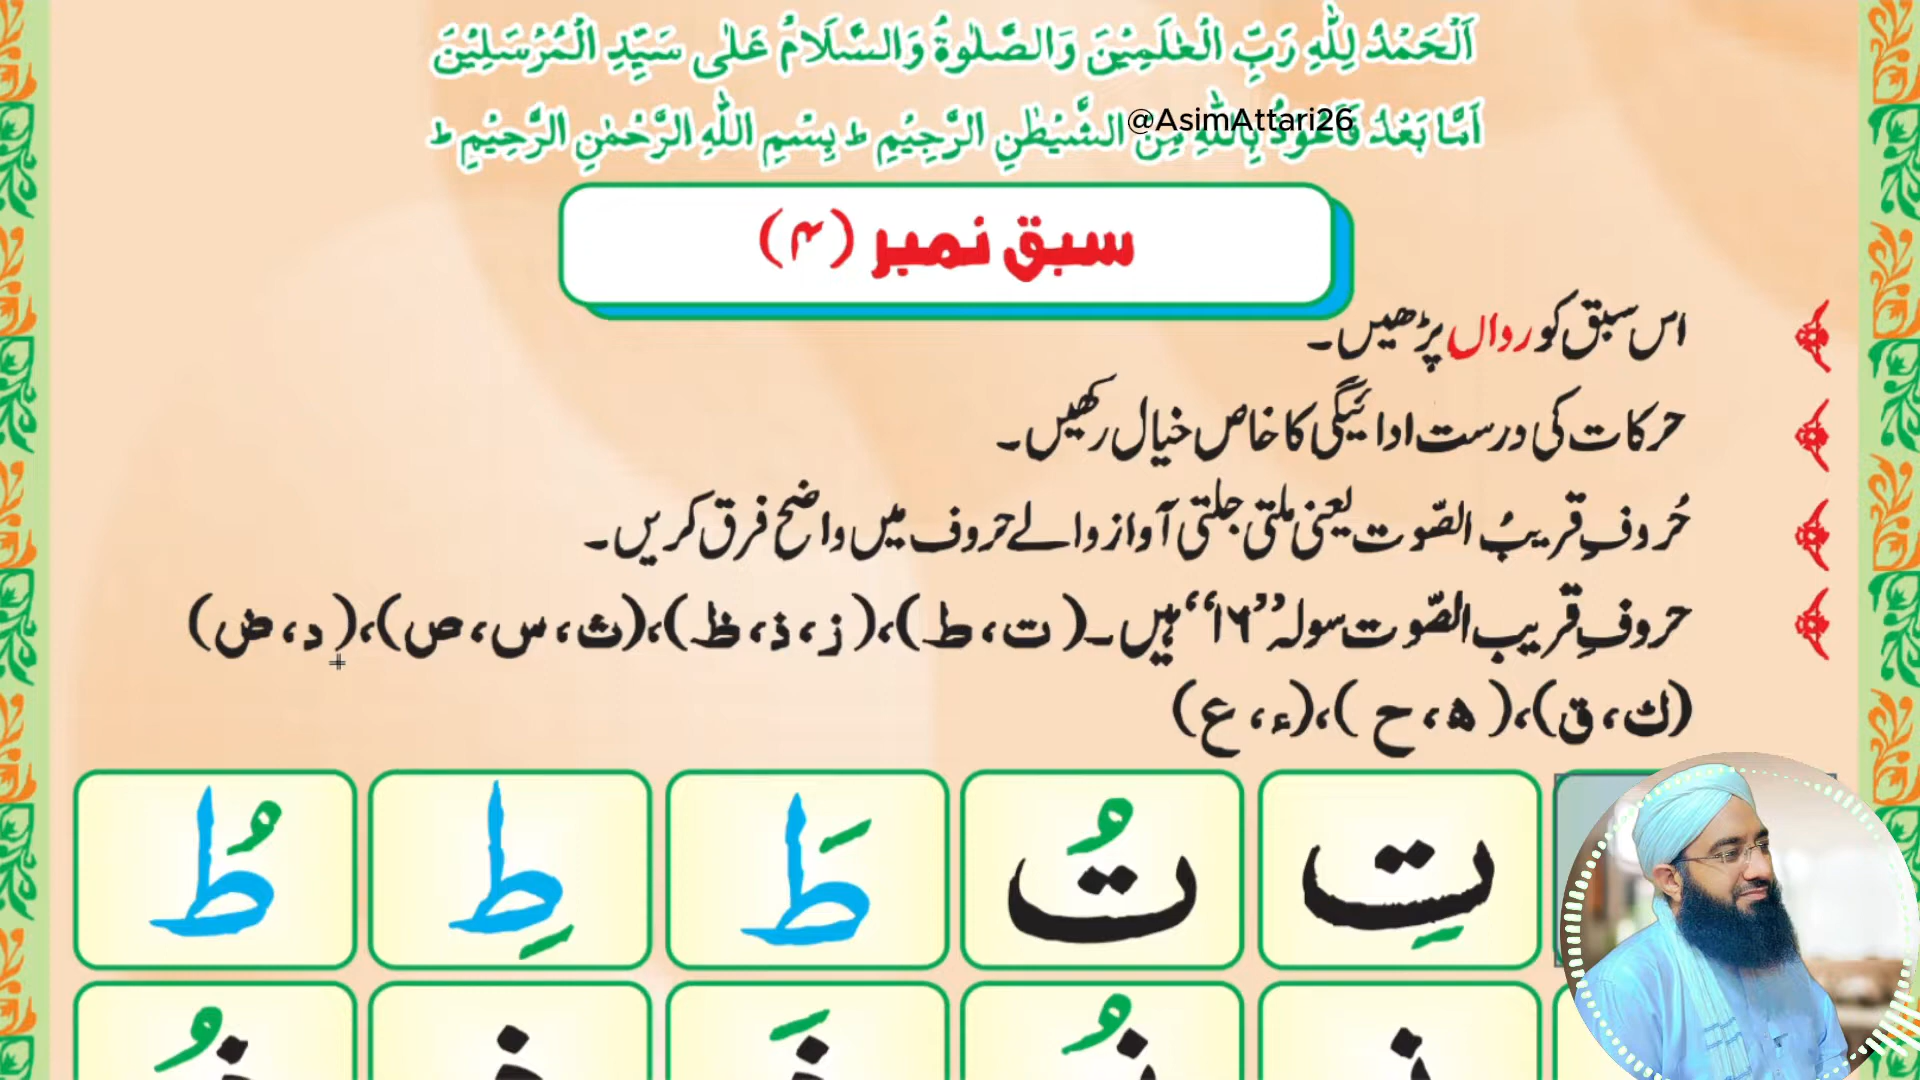 اَلْحَمْدُ لِلّٰهِ رَبِّ الْعٰلَمِيْنَ وَالصَّلٰوةُ وَالسَّلَامُ عَلٰى سَيِّدِ الْمُرْسَلِيْنَ
اَمَّا بَعْدُ فَاَعُوْذُ بِاللّٰهِ مِنَ الشَّيْطٰنِ الرَّجِيْمِ ط بِسْمِ اللّٰهِ الرَّحْمٰنِ الرَّحِيْمِ ط
@AsimAttari26
سبق نمبر (۴)
اس سبق کو رواں پڑھیں۔
حرکات کی درست ادائیگی کا خاص خیال رکھیں۔
حُروفِ قریبُ الصّوت یعنی ملتی جلتی آواز والے حروف میں واضح فرق کریں۔
حروفِ قریب الصّوت سولہ ”۱۶“ ہیں۔ (ت، ط)، (ز، ذ، ظ)، (ث، س، ص)، (د، ض)
(ك، ق)، (ھ، ح)، (ء، ع)
تِ تُ طَ طِ طُ